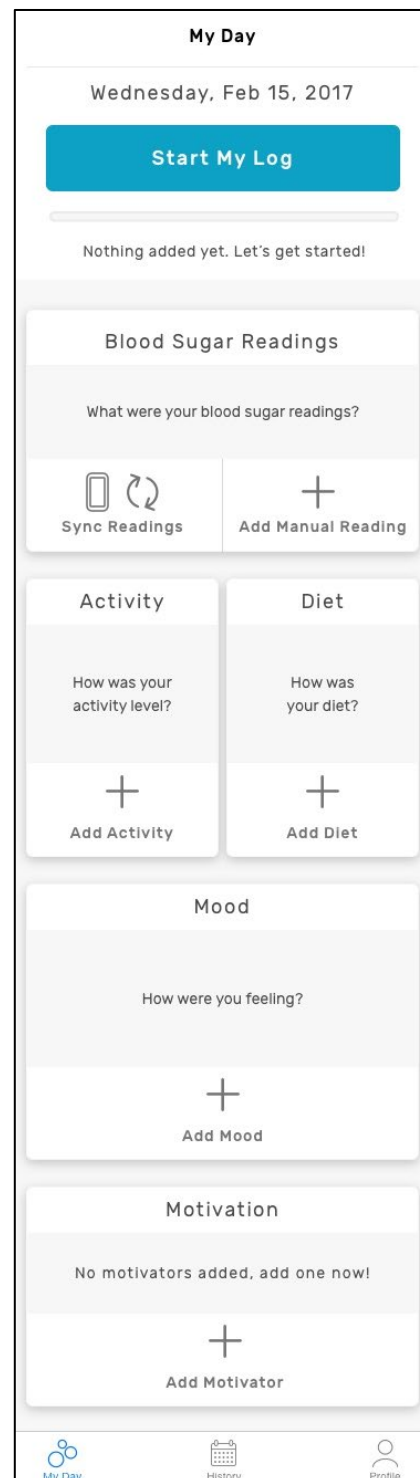 My Day
Wednesday, Feb 15, 2017
Start My Log
Nothing added yet. Let's get started!
Blood Sugar Readings
What were your blood sugar readings?
Sync Readings
Add Manual Reading
Activity
How was your
activity level?
Add Activity
Diet
How was
your diet?
Add Diet
Mood
How were you feeling?
Add Mood
Motivation
No motivators added, add one now!
Add Motivator
My Day
History
Profile